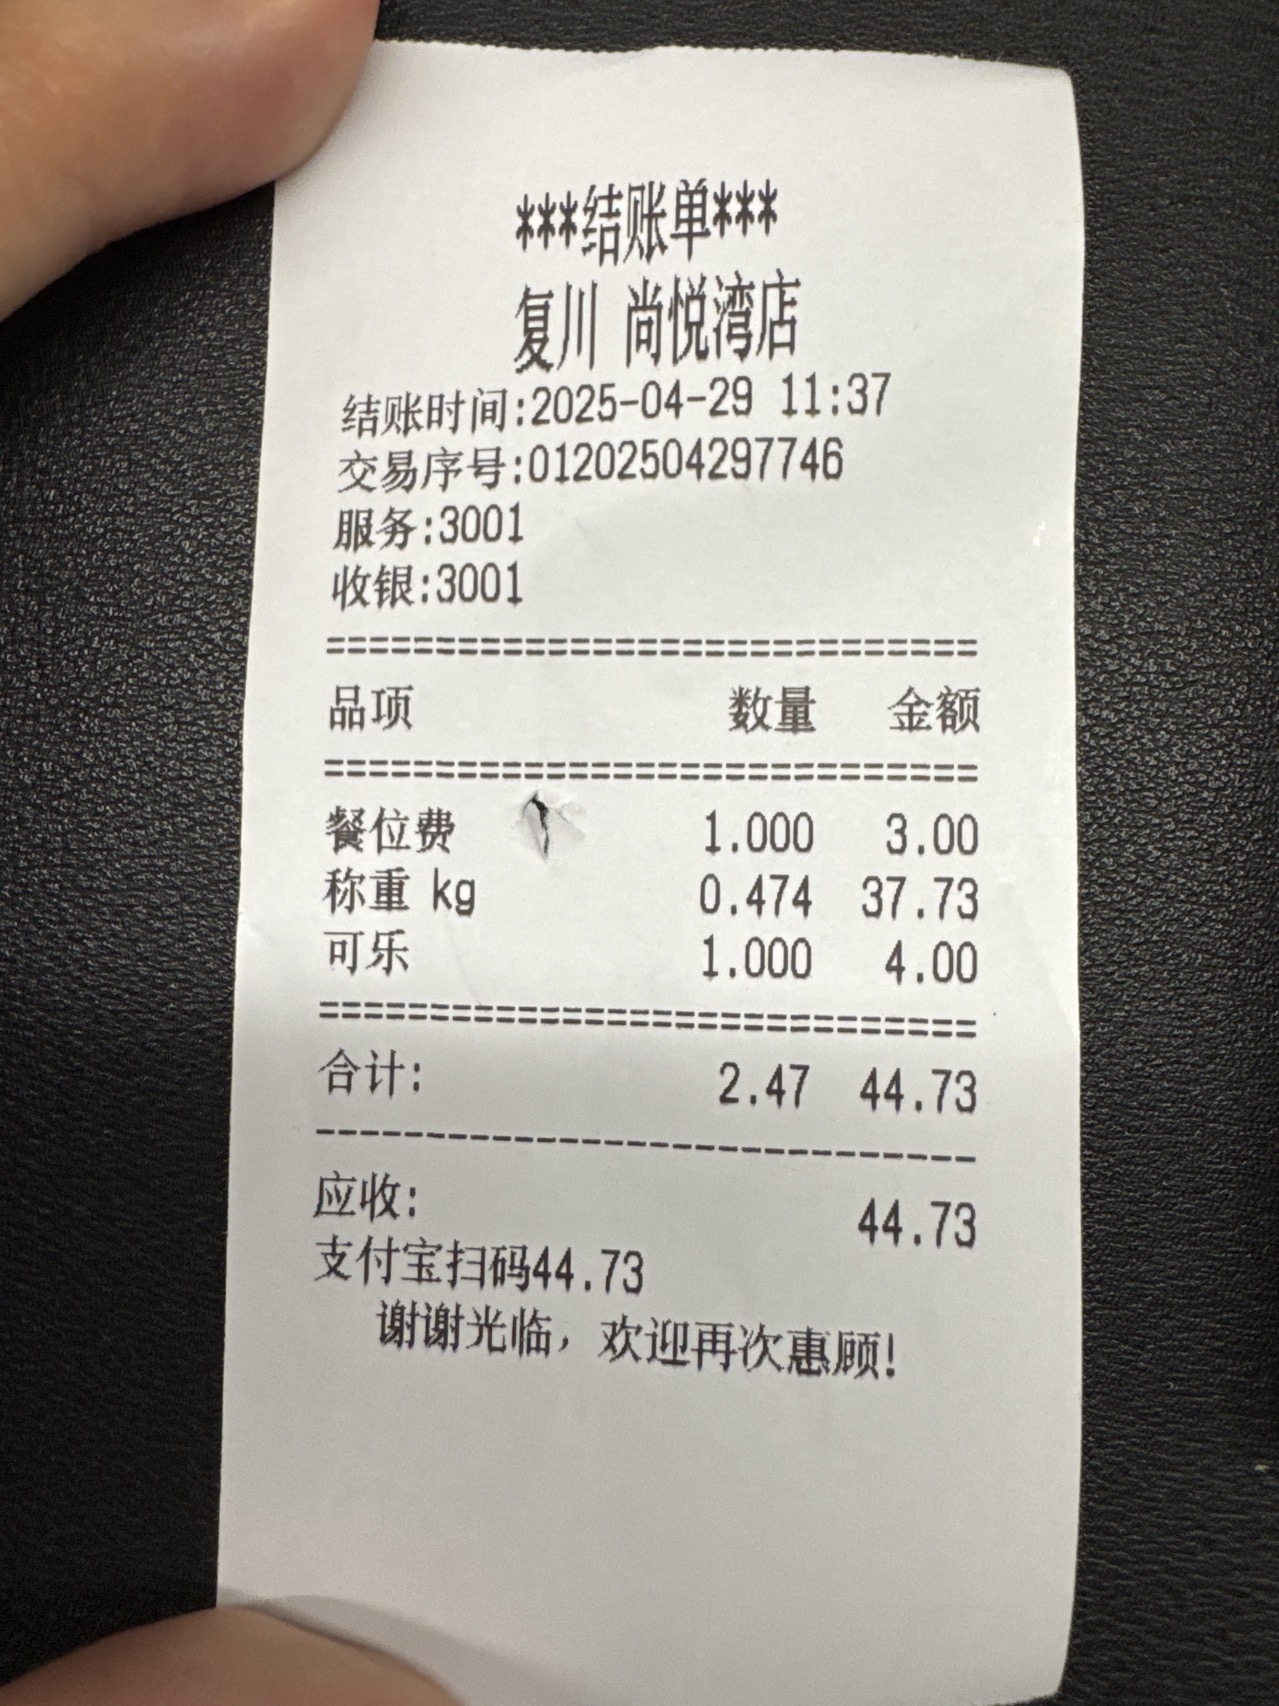 ***结账单***
复川 尚悦湾店
结账时间:2025-04-29 11:37
交易序号:01202504297746
服务:3001
收银:3001
==============================
品项 数量 金额
==============================
餐位费 1.000 3.00
称重 kg 0.474 37.73
可乐 1.000 4.00
==============================
合计: 2.47 44.73
------------------------------
应收: 44.73
支付宝扫码44.73
谢谢光临，欢迎再次惠顾!